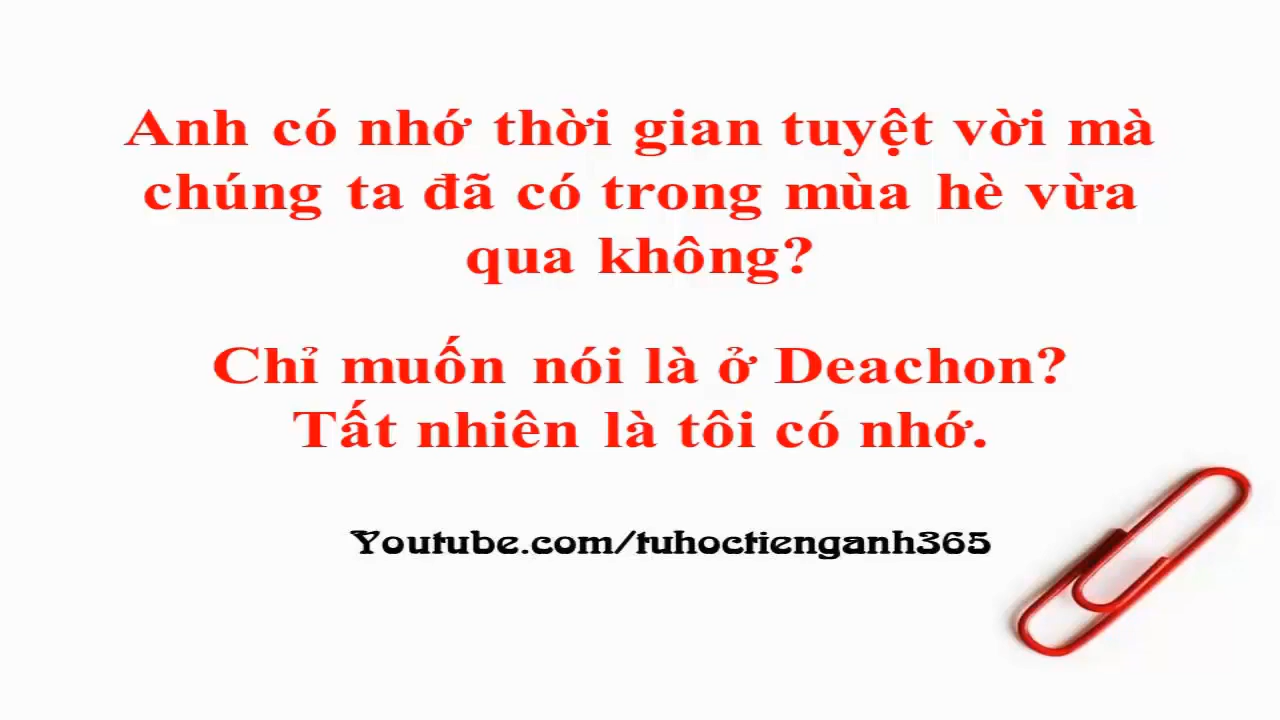 Anh có nhớ thời gian tuyệt vời mà
chúng ta đã có trong mùa hè vừa
qua không?
Chỉ muốn nói là ở Deachon?
Tất nhiên là tôi có nhớ.
Youtube.com/tuhoctienganh365